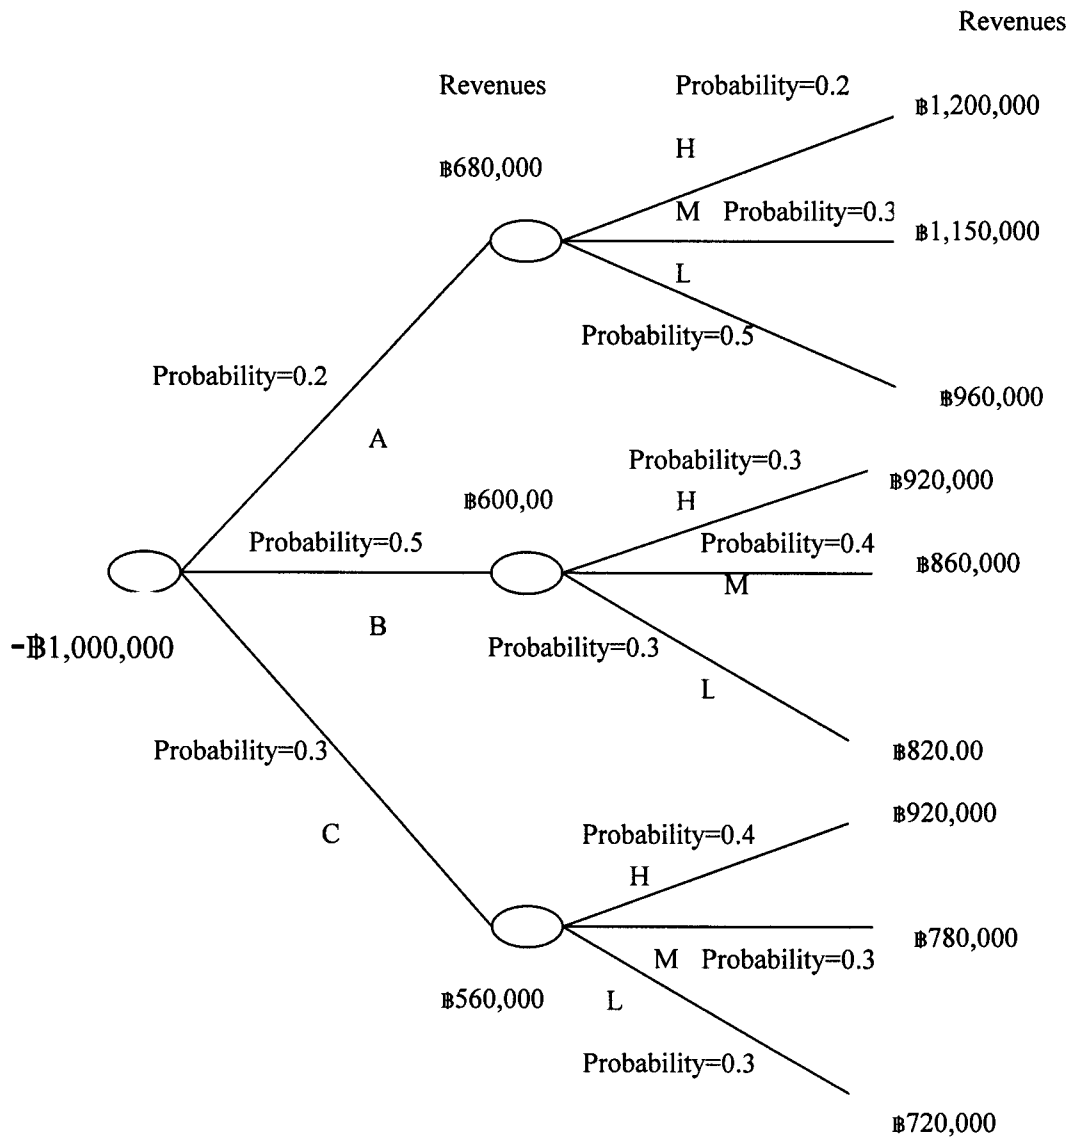 Revenues
Revenues
Probability=0.2
฿1,200,000
H
฿680,000
M
Probability=0.3
฿1,150,000
L
Probability=0.5
Probability=0.2
฿960,000
A
Probability=0.3
฿920,000
฿600,00
H
Probability=0.5
Probability=0.4
฿860,000
M
B
-฿1,000,000
Probability=0.3
L
Probability=0.3
฿820,00
฿920,000
C
Probability=0.4
H
฿780,000
M
Probability=0.3
฿560,000
L
Probability=0.3
฿720,000